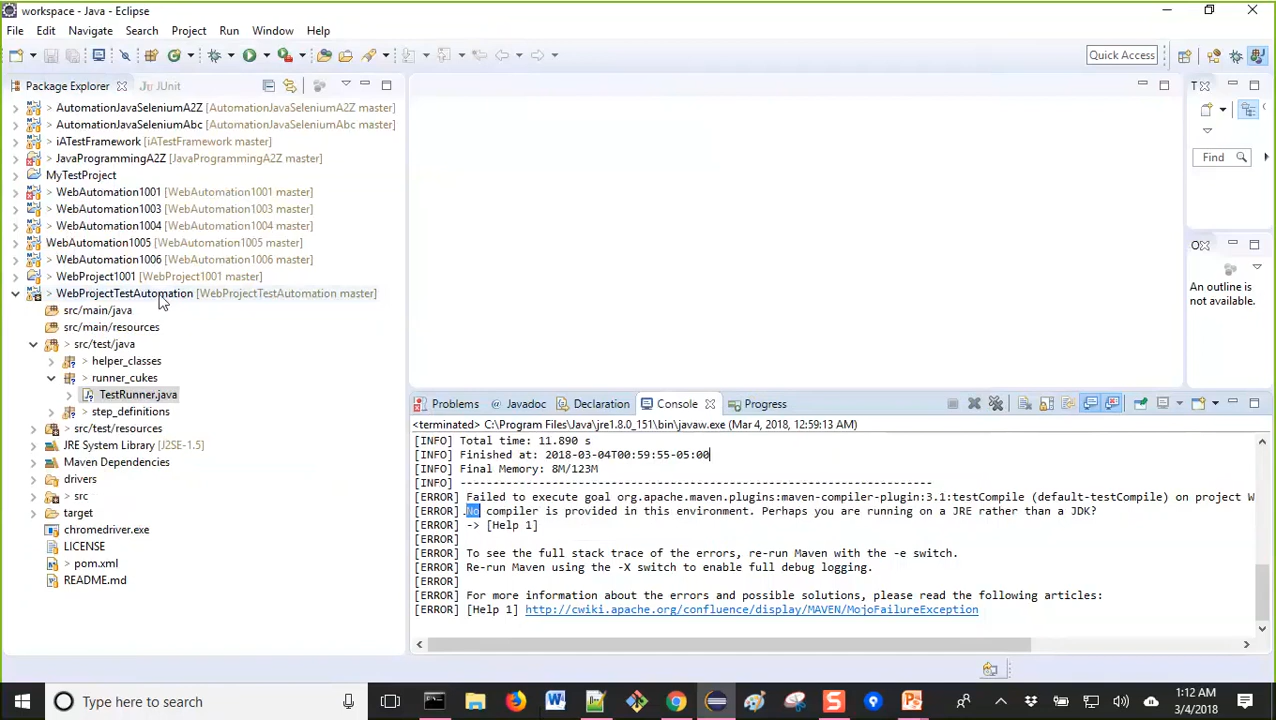 workspace - Java - Eclipse
File Edit Navigate Search Project Run Window Help
Quick Access
Package Explorer
JUnit
> AutomationJavaSeleniumA2Z [AutomationJavaSeleniumA2Z master]
> AutomationJavaSeleniumAbc [AutomationJavaSeleniumAbc master]
> iATestFramework [iATestFramework master]
> JavaProgrammingA2Z [JavaProgrammingA2Z master]
MyTestProject
> WebAutomation1001 [WebAutomation1001 master]
> WebAutomation1003 [WebAutomation1003 master]
> WebAutomation1004 [WebAutomation1004 master]
WebAutomation1005 [WebAutomation1005 master]
> WebAutomation1006 [WebAutomation1006 master]
> WebProject1001 [WebProject1001 master]
> WebProjectTestAutomation [WebProjectTestAutomation master]
src/main/java
src/main/resources
> src/test/java
> helper_classes
> runner_cukes
TestRunner.java
> step_definitions
> src/test/resources
JRE System Library [J2SE-1.5]
Maven Dependencies
drivers
> src
target
chromedriver.exe
LICENSE
> pom.xml
README.md
T
Find
O
An outline is
not available.
Problems @ Javadoc Declaration Console Progress
<terminated> C:\Program Files\Java\jre1.8.0_151\bin\javaw.exe (Mar 4, 2018, 12:59:13 AM)
[INFO] Total time: 11.890 s
[INFO] Finished at: 2018-03-04T00:59:55-05:00
[INFO] Final Memory: 8M/123M
[INFO] ------------------------------------------------------------------------
[ERROR] Failed to execute goal org.apache.maven.plugins:maven-compiler-plugin:3.1:testCompile (default-testCompile) on project W
[ERROR] No compiler is provided in this environment. Perhaps you are running on a JRE rather than a JDK?
[ERROR] -> [Help 1]
[ERROR]
[ERROR] To see the full stack trace of the errors, re-run Maven with the -e switch.
[ERROR] Re-run Maven using the -X switch to enable full debug logging.
[ERROR]
[ERROR] For more information about the errors and possible solutions, please read the following articles:
[ERROR] [Help 1] http://cwiki.apache.org/confluence/display/MAVEN/MojoFailureException
Type here to search
1:12 AM
3/4/2018